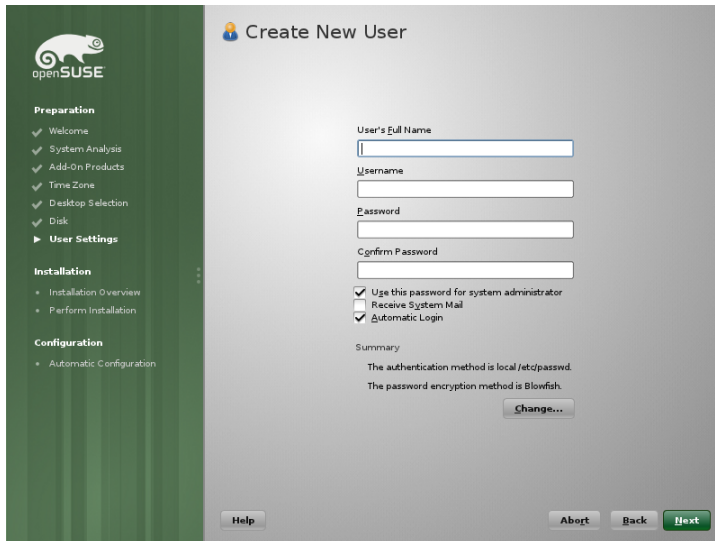 openSUSE
Preparation
Welcome
System Analysis
Add-On Products
Time Zone
Desktop Selection
Disk
User Settings
Installation
Installation Overview
Perform Installation
Configuration
Automatic Configuration
Create New User
User's Full Name
Username
Password
Confirm Password
Use this password for system administrator
Receive System Mail
Automatic Login
Summary
The authentication method is local /etc/passwd.
The password encryption method is Blowfish.
Change...
Help
Abort
Back
Next